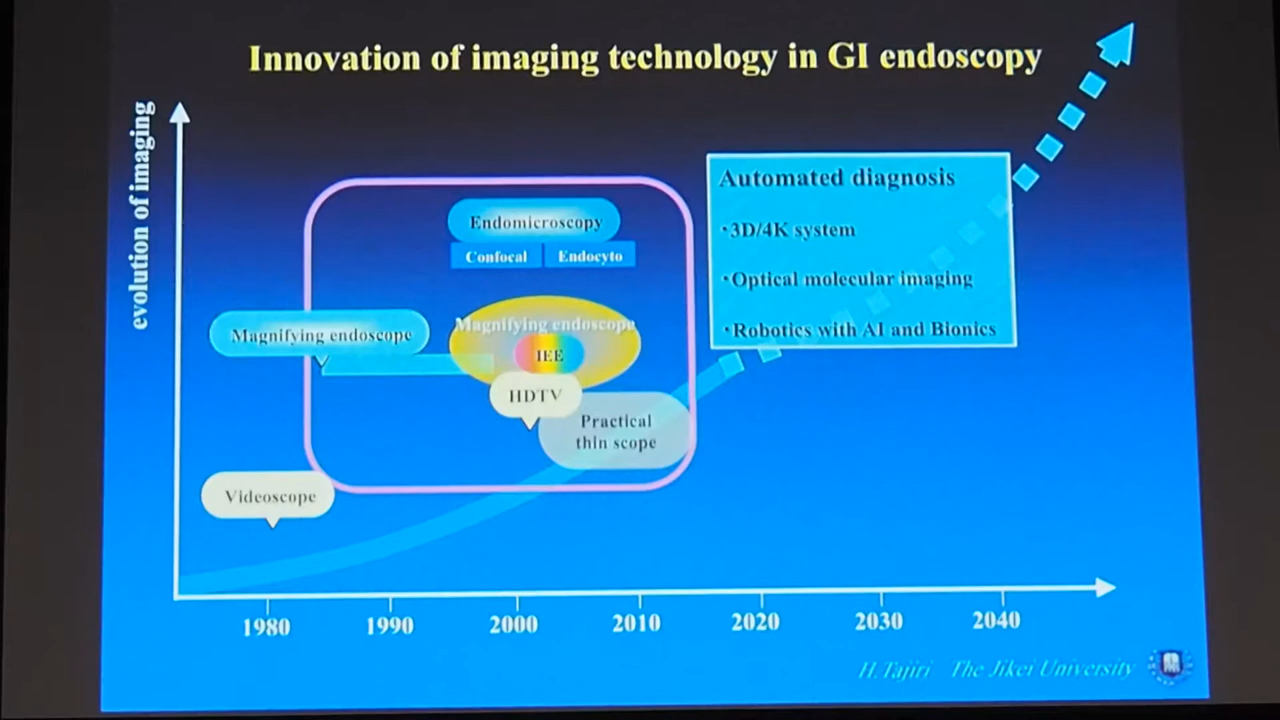 Innovation of imaging technology in GI endoscopy
evolution of imaging
Automated diagnosis
・3D/4K system
・Optical molecular imaging
・Robotics with AI and Bionics
Endomicroscopy
Confocal
Endocyto
Magnifying endoscope
Magnifying endoscope
IEE
HDTV
Practical
thin scope
Videoscope
1980
1990
2000
2010
2020
2030
2040
H.Tajiri The Jikei University